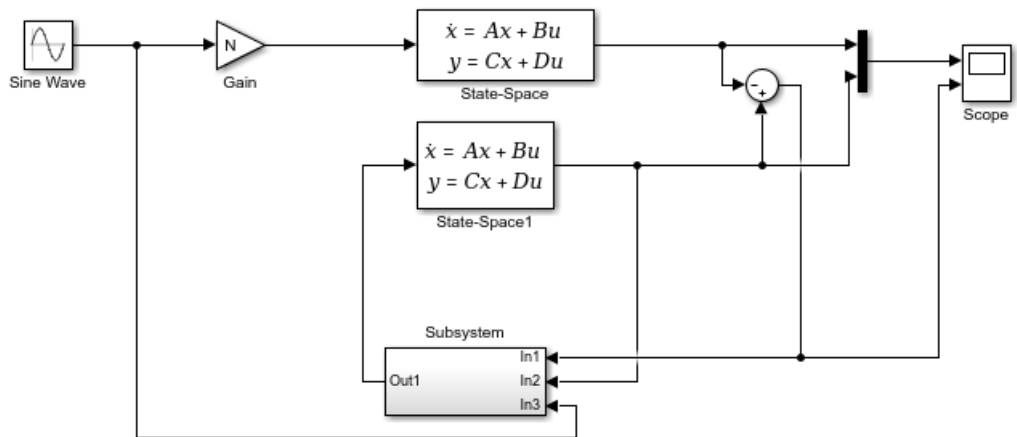 Sine Wave
N
Gain
ẋ = Ax + Bu
y = Cx + Du
State-Space
- +
Scope
ẋ = Ax + Bu
y = Cx + Du
State-Space1
Subsystem
Out1
In1
In2
In3